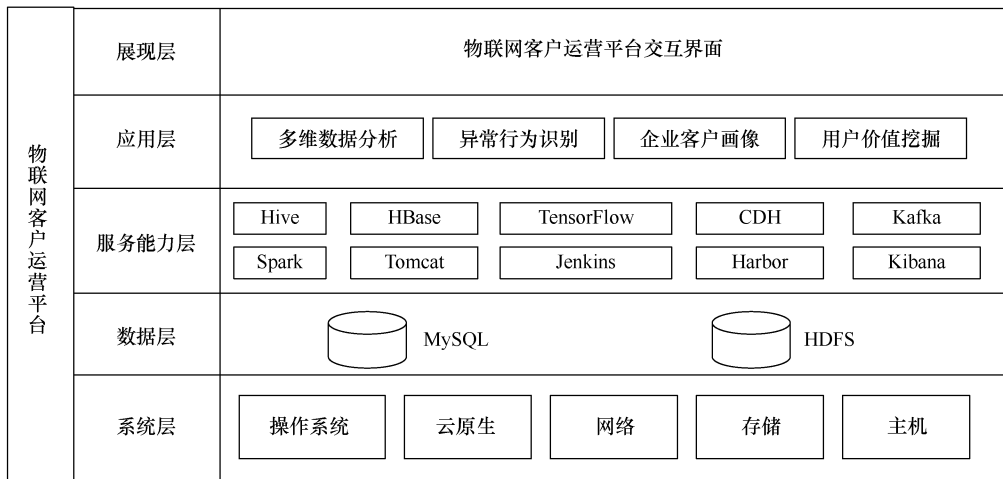 物联网客户运营平台
展现层
物联网客户运营平台交互界面
应用层
多维数据分析
异常行为识别
企业客户画像
用户价值挖掘
服务能力层
Hive
HBase
TensorFlow
CDH
Kafka
Spark
Tomcat
Jenkins
Harbor
Kibana
数据层
MySQL
HDFS
系统层
操作系统
云原生
网络
存储
主机